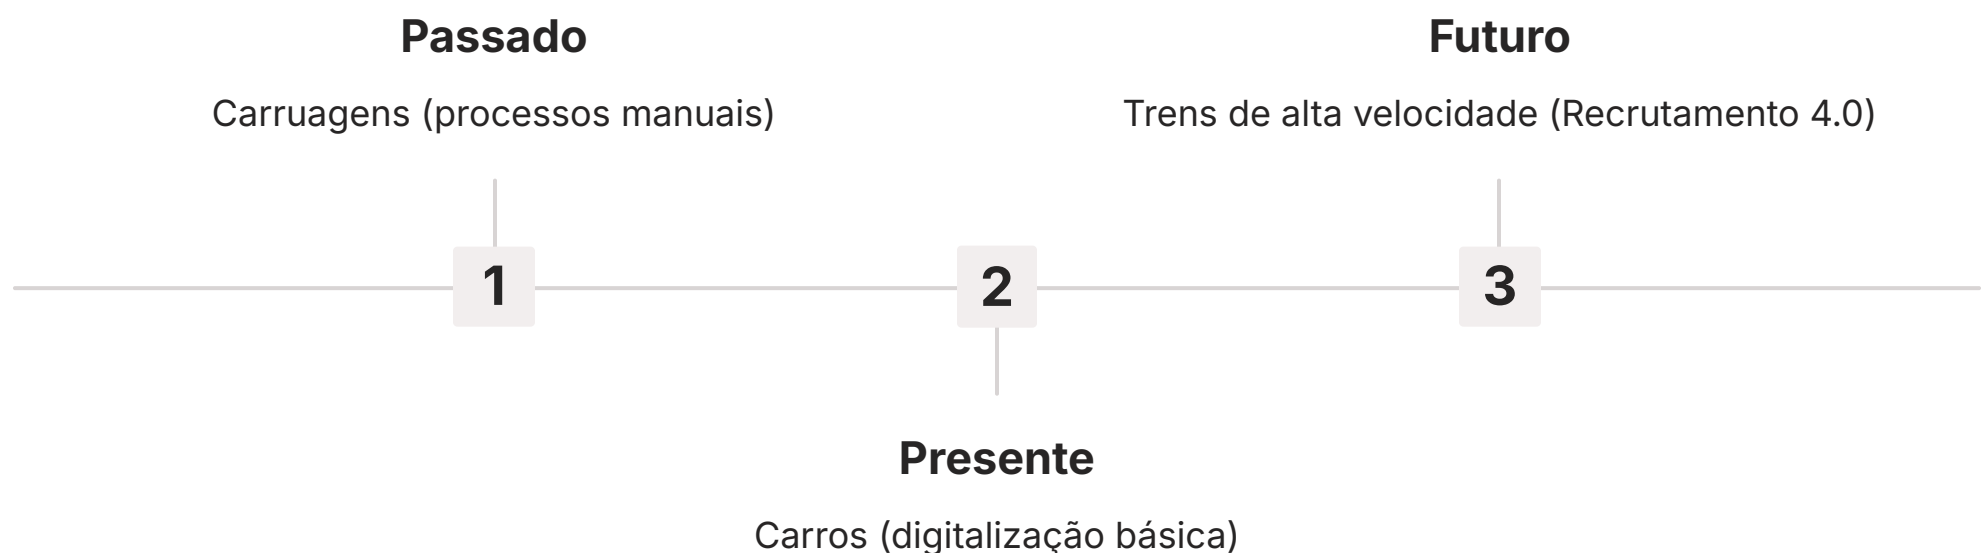 Passado
Carruagens (processos manuais)
1
2
Presente
Carros (digitalização básica)
Futuro
Trens de alta velocidade (Recrutamento 4.0)
3